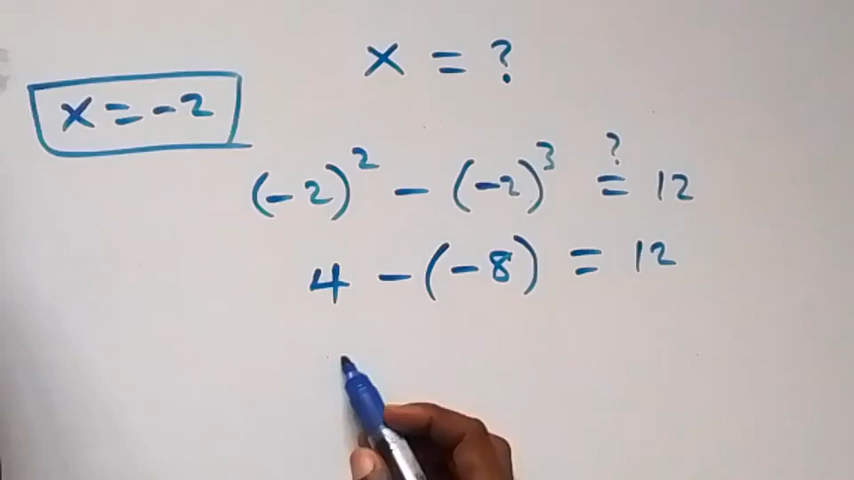 x = ?
x = -2
(-2)² - (-2)³ ≟ 12
4 - (-8) = 12